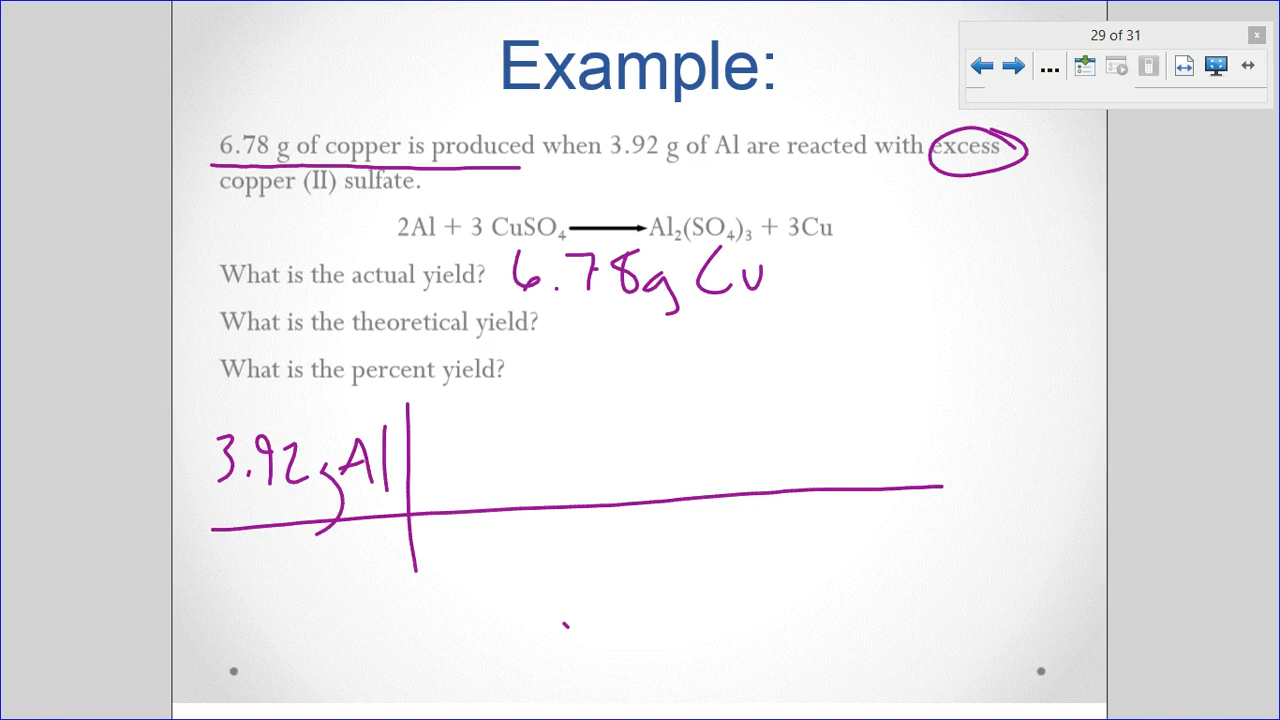 Example:
29 of 31
6.78 g of copper is produced when 3.92 g of Al are reacted with excess
copper (II) sulfate.
2Al + 3 CuSO₄ → Al₂(SO₄)₃ + 3Cu
What is the actual yield? 6.78g Cu
What is the theoretical yield?
What is the percent yield?
3.92g Al